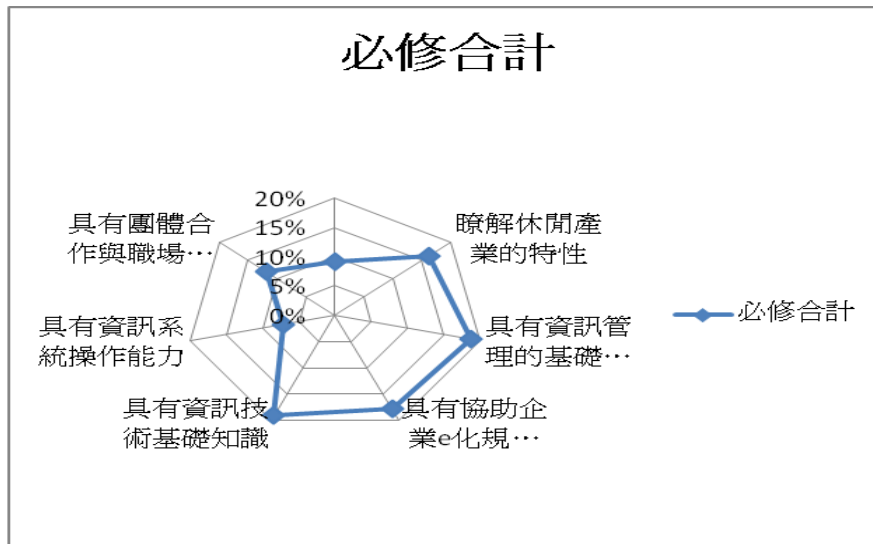 必修合計
20%
15%
10%
5%
0%
瞭解休閒產
業的特性
具有資訊管
理的基礎…
具有協助企
業e化規…
具有資訊技
術基礎知識
具有資訊系
統操作能力
具有團體合
作與職場…
必修合計